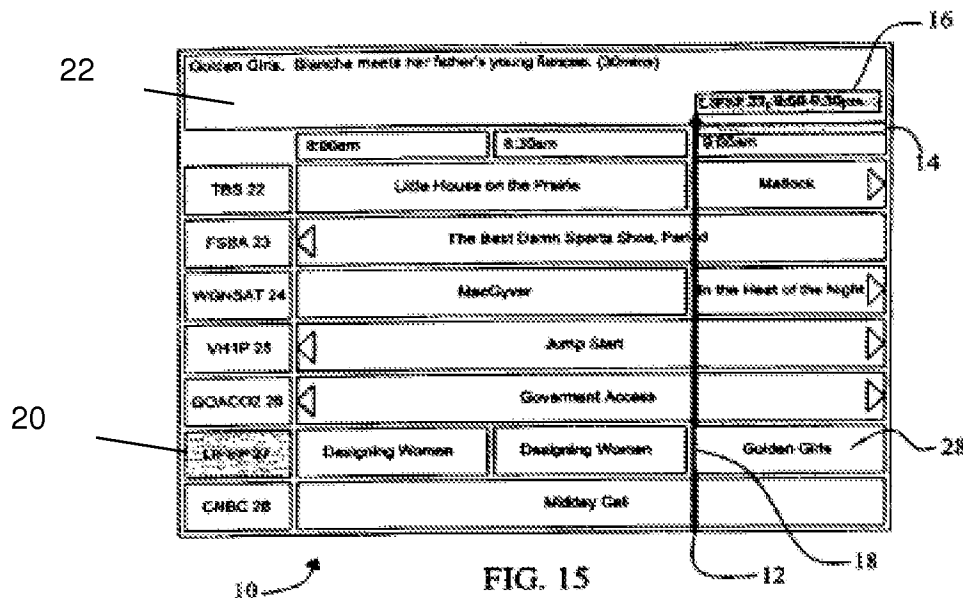 16
22
Golden Girls. Blanche meets her father's young fiancee. (30mins)
14
8:00am 8:30am 9:00am
TBS 22 Little House on the Prairie Matlock
FSBA 23 The Best Damn Sports Show, Period
WGNSAT 24 MacGyver In the Heat of the Night
VH1P 25 Jump Start
26 Goverment Access
20
Designing Women Designing Women Golden Girls 28
CNBC 28 Midday Call
10 FIG. 15 12 18